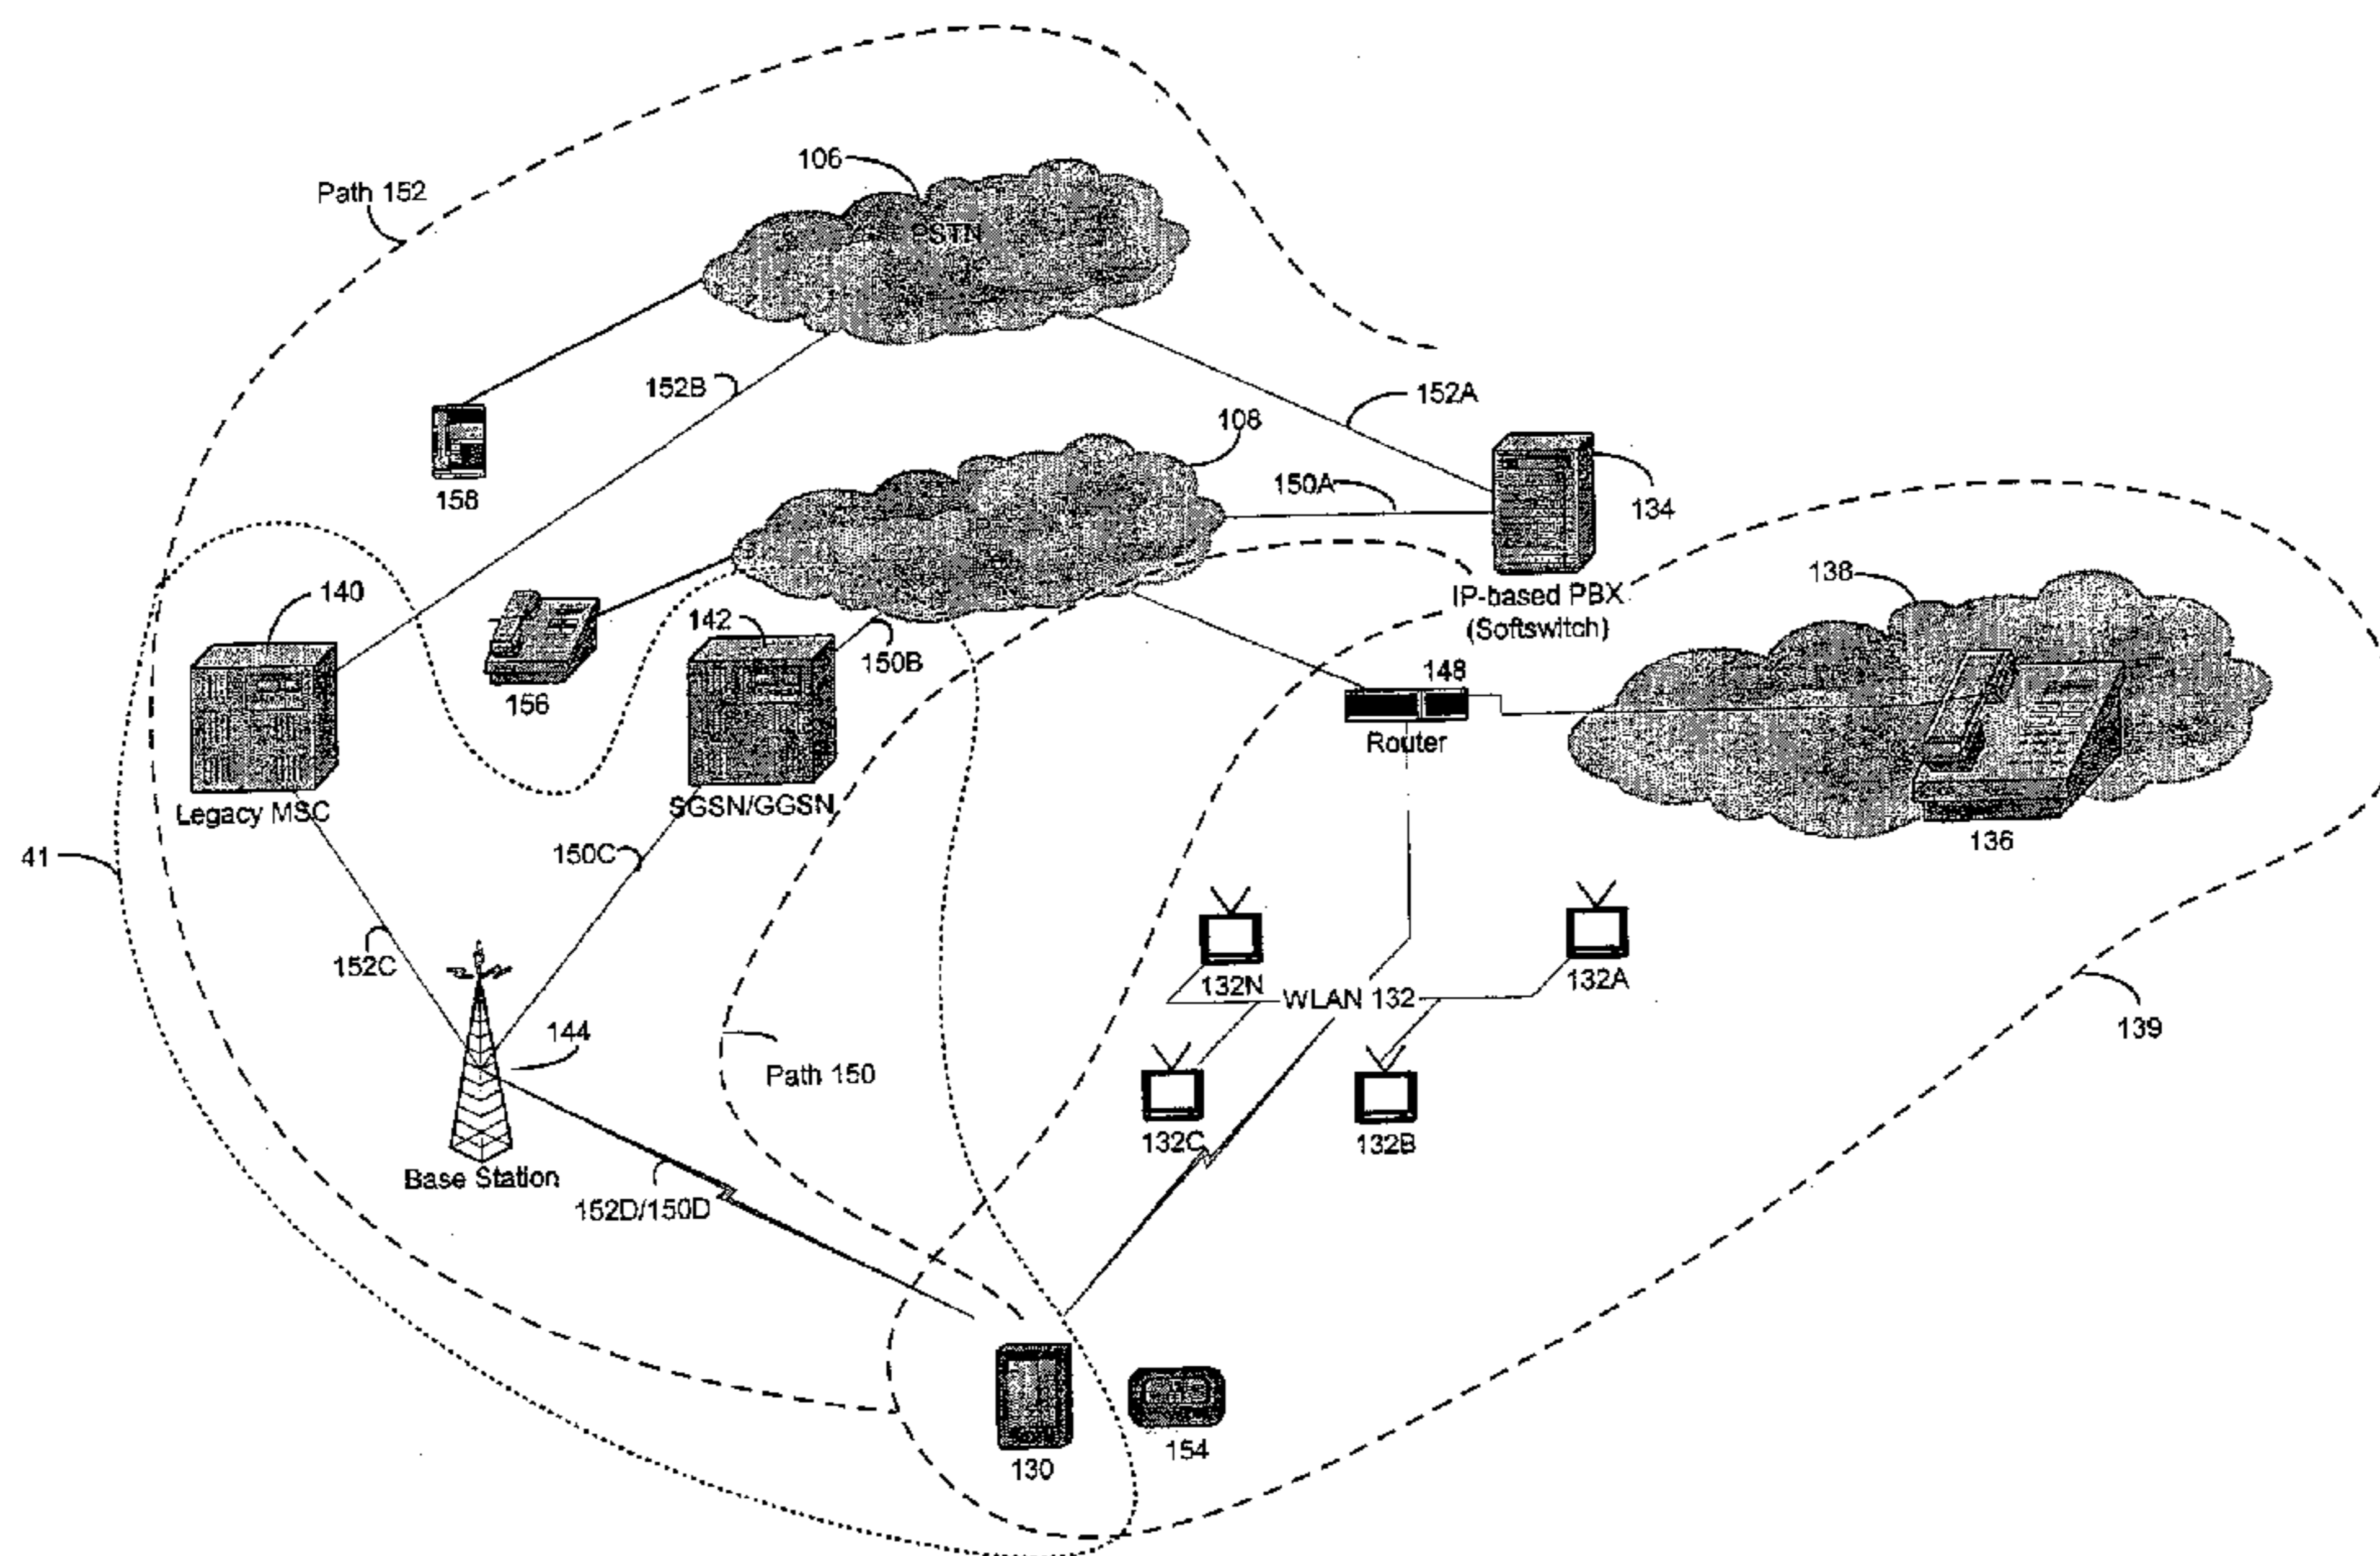 106
Path 152
PSTN
152B
152A
108
158
150A
134
140
142
138
IP-based PBX
(Softswitch)
150B
148
156
Router
Legacy MSC
SGSN/GGSN
136
41
150C
152C
132N
132A
WLAN 132
144
139
Path 150
132C
132B
Base Station
152D/150D
130
154